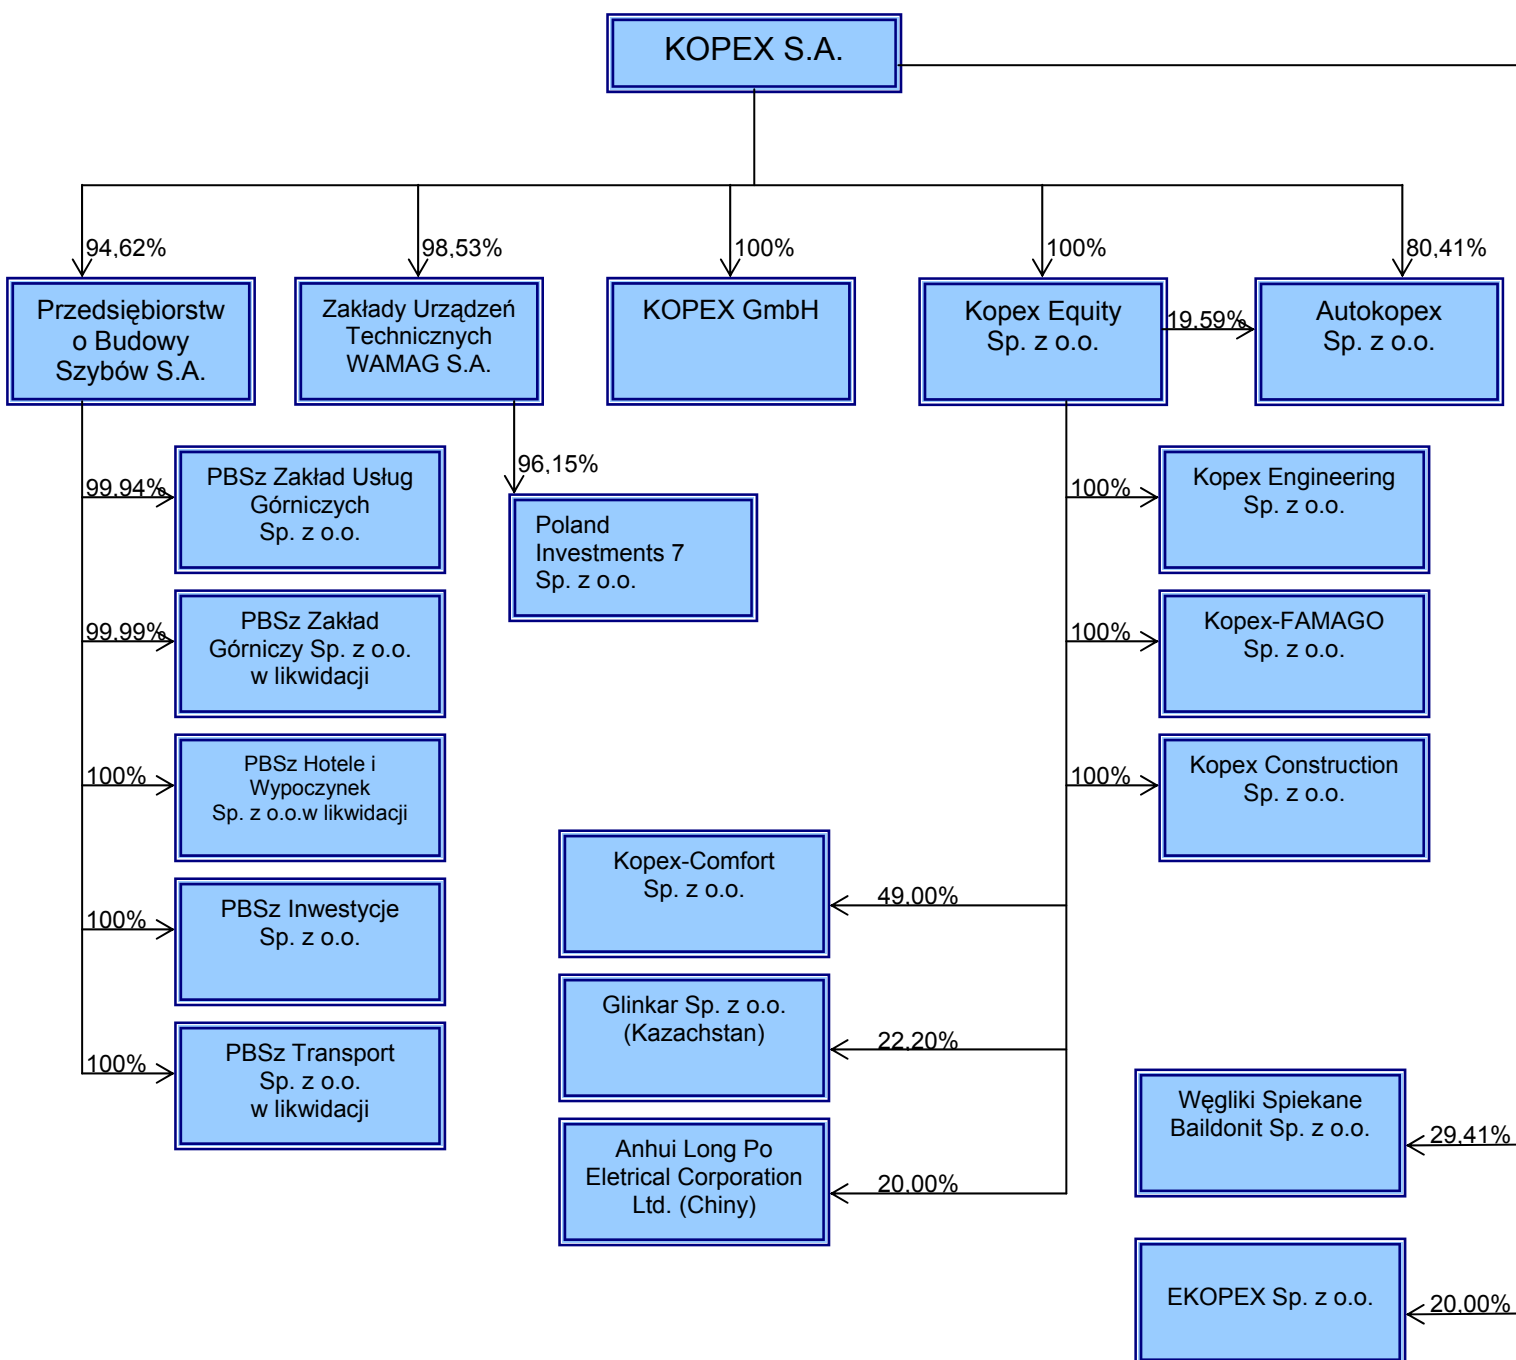 KOPEX S.A.
94,62%
98,53%
100%
100%
80,41%
Przedsiębiorstw
o Budowy
Szybów S.A.
Zakłady Urządzeń
Technicznych
WAMAG S.A.
KOPEX GmbH
Kopex Equity
Sp. z o.o.
19.59%
Autokopex
Sp. z o.o.
99.94%
PBSz Zakład Usług
Górniczych
Sp. z o.o.
96,15%
Poland
Investments 7
Sp. z o.o.
100%
Kopex Engineering
Sp. z o.o.
99.99%
PBSz Zakład
Górniczy Sp. z o.o.
w likwidacji
100%
Kopex-FAMAGO
Sp. z o.o.
100%
PBSz Hotele i
Wypoczynek
Sp. z o.o.w likwidacji
100%
Kopex Construction
Sp. z o.o.
100%
PBSz Inwestycje
Sp. z o.o.
Kopex-Comfort
Sp. z o.o.
49,00%
100%
PBSz Transport
Sp. z o.o.
w likwidacji
Glinkar Sp. z o.o.
(Kazachstan)
22,20%
Anhui Long Po
Eletrical Corporation
Ltd. (Chiny)
20,00%
Węgliki Spiekane
Baildonit Sp. z o.o.
29,41%
EKOPEX Sp. z o.o.
20,00%